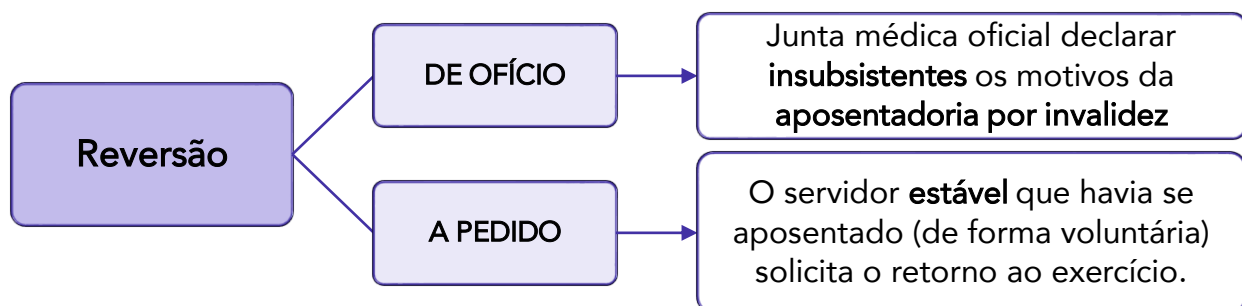 Reversão
DE OFÍCIO
Junta médica oficial declarar
insubsistentes os motivos da
aposentadoria por invalidez
A PEDIDO
O servidor estável que havia se
aposentado (de forma voluntária)
solicita o retorno ao exercício.